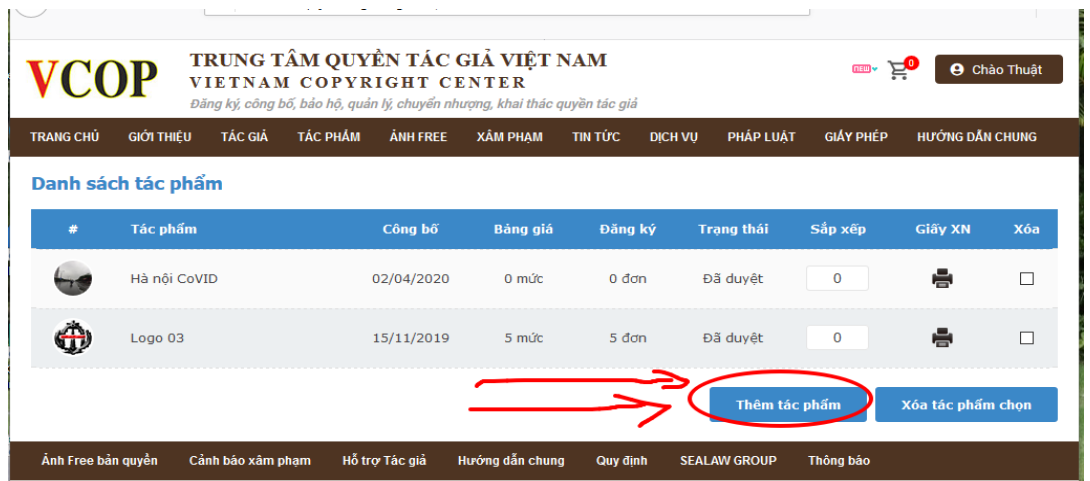 VCOP
TRUNG TÂM QUYỀN TÁC GIẢ VIỆT NAM
VIETNAM COPYRIGHT CENTER
Đăng ký, công bố, bảo hộ, quản lý, chuyển nhượng, khai thác quyền tác giả
NEW
0
Chào Thuật
TRANG CHỦ GIỚI THIỆU TÁC GIẢ TÁC PHẨM ẢNH FREE XÂM PHẠM TIN TỨC DỊCH VỤ PHÁP LUẬT GIẤY PHÉP HƯỚNG DẪN CHUNG
Danh sách tác phẩm
# Tác phẩm Công bố Bảng giá Đăng ký Trạng thái Sắp xếp Giấy XN Xóa
Hà nội CoVID 02/04/2020 0 mức 0 đơn Đã duyệt 0
Logo 03 15/11/2019 5 mức 5 đơn Đã duyệt 0
Thêm tác phẩm Xóa tác phẩm chọn
Ảnh Free bản quyền Cảnh báo xâm phạm Hỗ trợ Tác giả Hướng dẫn chung Quy định SEALAW GROUP Thông báo